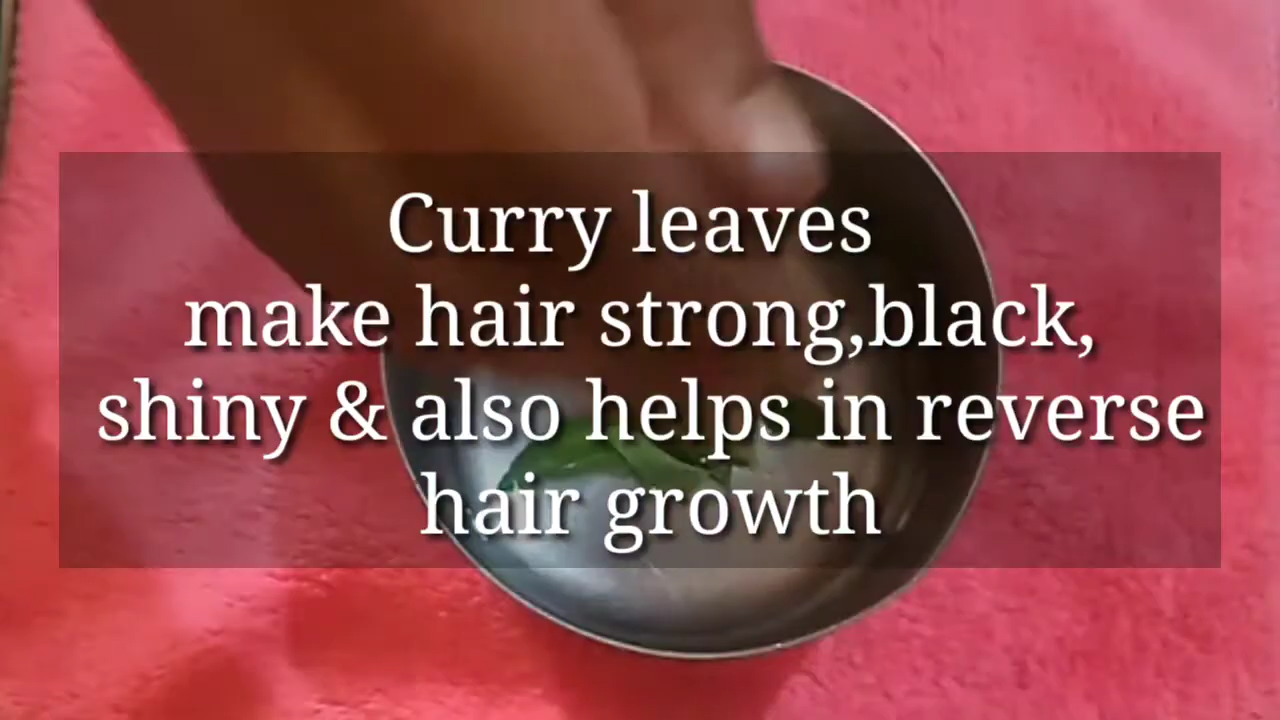 Curry leaves
make hair strong,black,
shiny & also helps in reverse
hair growth